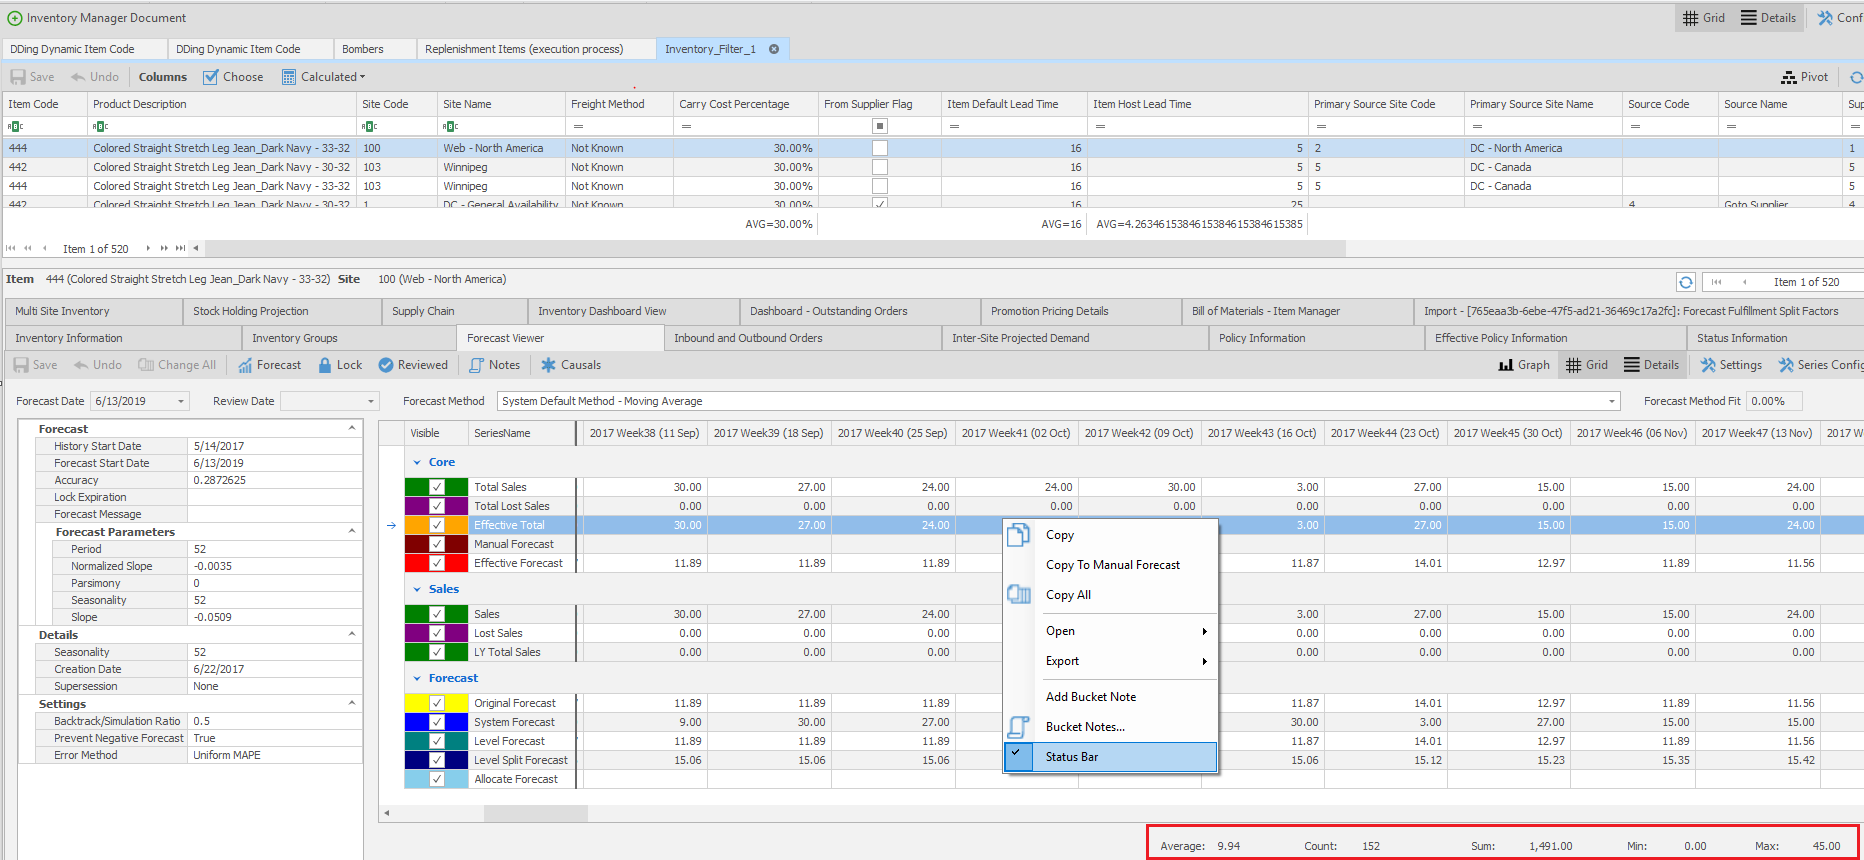 Inventory Manager Document Grid Details Conf
DDing Dynamic Item Code DDing Dynamic Item Code Bombers Replenishment Items (execution process) Inventory_Filter_1
Save Undo Columns Choose Calculated Pivot
Item Code Product Description Site Code Site Name Freight Method Carry Cost Percentage From Supplier Flag Item Default Lead Time Item Host Lead Time Primary Source Site Code Primary Source Site Name Source Code Source Name Sup
ABC ABC ABC ABC = = = = = = = =
444 Colored Straight Stretch Leg Jean_Dark Navy - 33-32 100 Web - North America Not Known 30.00% 16 5 2 DC - North America 1
442 Colored Straight Stretch Leg Jean_Dark Navy - 30-32 103 Winnipeg Not Known 30.00% 16 5 5 DC - Canada 5
444 Colored Straight Stretch Leg Jean_Dark Navy - 33-32 103 Winnipeg Not Known 30.00% 16 5 5 DC - Canada 5
442 Colored Straight Stretch Leg Jean_Dark Navy - 30-32 1 DC - General Availability Not Known 30.00% 16 25 4 Goto Supplier 4
AVG=30.00% AVG=16 AVG=4.2634615384615384615384615385
Item 1 of 520
Item 444 (Colored Straight Stretch Leg Jean_Dark Navy - 33-32) Site 100 (Web - North America) Item 1 of 520
Multi Site Inventory Stock Holding Projection Supply Chain Inventory Dashboard View Dashboard - Outstanding Orders Promotion Pricing Details Bill of Materials - Item Manager Import - [765eaa3b-6ebe-47f5-ad21-36469c17a2fc]: Forecast Fulfillment Split Factors
Inventory Information Inventory Groups Forecast Viewer Inbound and Outbound Orders Inter-Site Projected Demand Policy Information Effective Policy Information Status Information
Save Undo Change All Forecast Lock Reviewed Notes Causals Graph Grid Details Settings Series Config
Forecast Date 6/13/2019 Review Date Forecast Method System Default Method - Moving Average Forecast Method Fit 0.00%
Forecast
History Start Date 5/14/2017
Forecast Start Date 6/13/2019
Accuracy 0.2872625
Lock Expiration
Forecast Message
Forecast Parameters
Period 52
Normalized Slope -0.0035
Parsimony 0
Seasonality 52
Slope -0.0509
Details
Seasonality 52
Creation Date 6/22/2017
Supersession None
Settings
Backtrack/Simulation Ratio 0.5
Prevent Negative Forecast True
Error Method Uniform MAPE
Visible SeriesName 2017 Week38 (11 Sep) 2017 Week39 (18 Sep) 2017 Week40 (25 Sep) 2017 Week41 (02 Oct) 2017 Week42 (09 Oct) 2017 Week43 (16 Oct) 2017 Week44 (23 Oct) 2017 Week45 (30 Oct) 2017 Week46 (06 Nov) 2017 Week47 (13 Nov) 2017 W
Core
Total Sales 30.00 27.00 24.00 24.00 30.00 3.00 27.00 15.00 15.00 24.00
Total Lost Sales 0.00 0.00 0.00 0.00 0.00 0.00 0.00 0.00 0.00 0.00
Effective Total 30.00 27.00 24.00 3.00 27.00 15.00 15.00 24.00
Manual Forecast
Effective Forecast 11.89 11.89 11.89 11.87 14.01 12.97 11.89 11.56
Sales
Sales 30.00 27.00 24.00 3.00 27.00 15.00 15.00 24.00
Lost Sales 0.00 0.00 0.00 0.00 0.00 0.00 0.00 0.00
LY Total Sales 0.00 0.00 0.00 0.00 0.00 0.00 0.00 0.00
Forecast
Original Forecast 11.89 11.89 11.89 11.87 14.01 12.97 11.89 11.56
System Forecast 9.00 30.00 27.00 30.00 3.00 27.00 15.00 15.00
Level Forecast 11.89 11.89 11.89 11.87 14.01 12.97 11.89 11.56
Level Split Forecast 15.06 15.06 15.06 15.06 15.12 15.23 15.35 15.42
Allocate Forecast
Copy
Copy To Manual Forecast
Copy All
Open
Export
Add Bucket Note
Bucket Notes...
Status Bar
Average: 9.94 Count: 152 Sum: 1,491.00 Min: 0.00 Max: 45.00